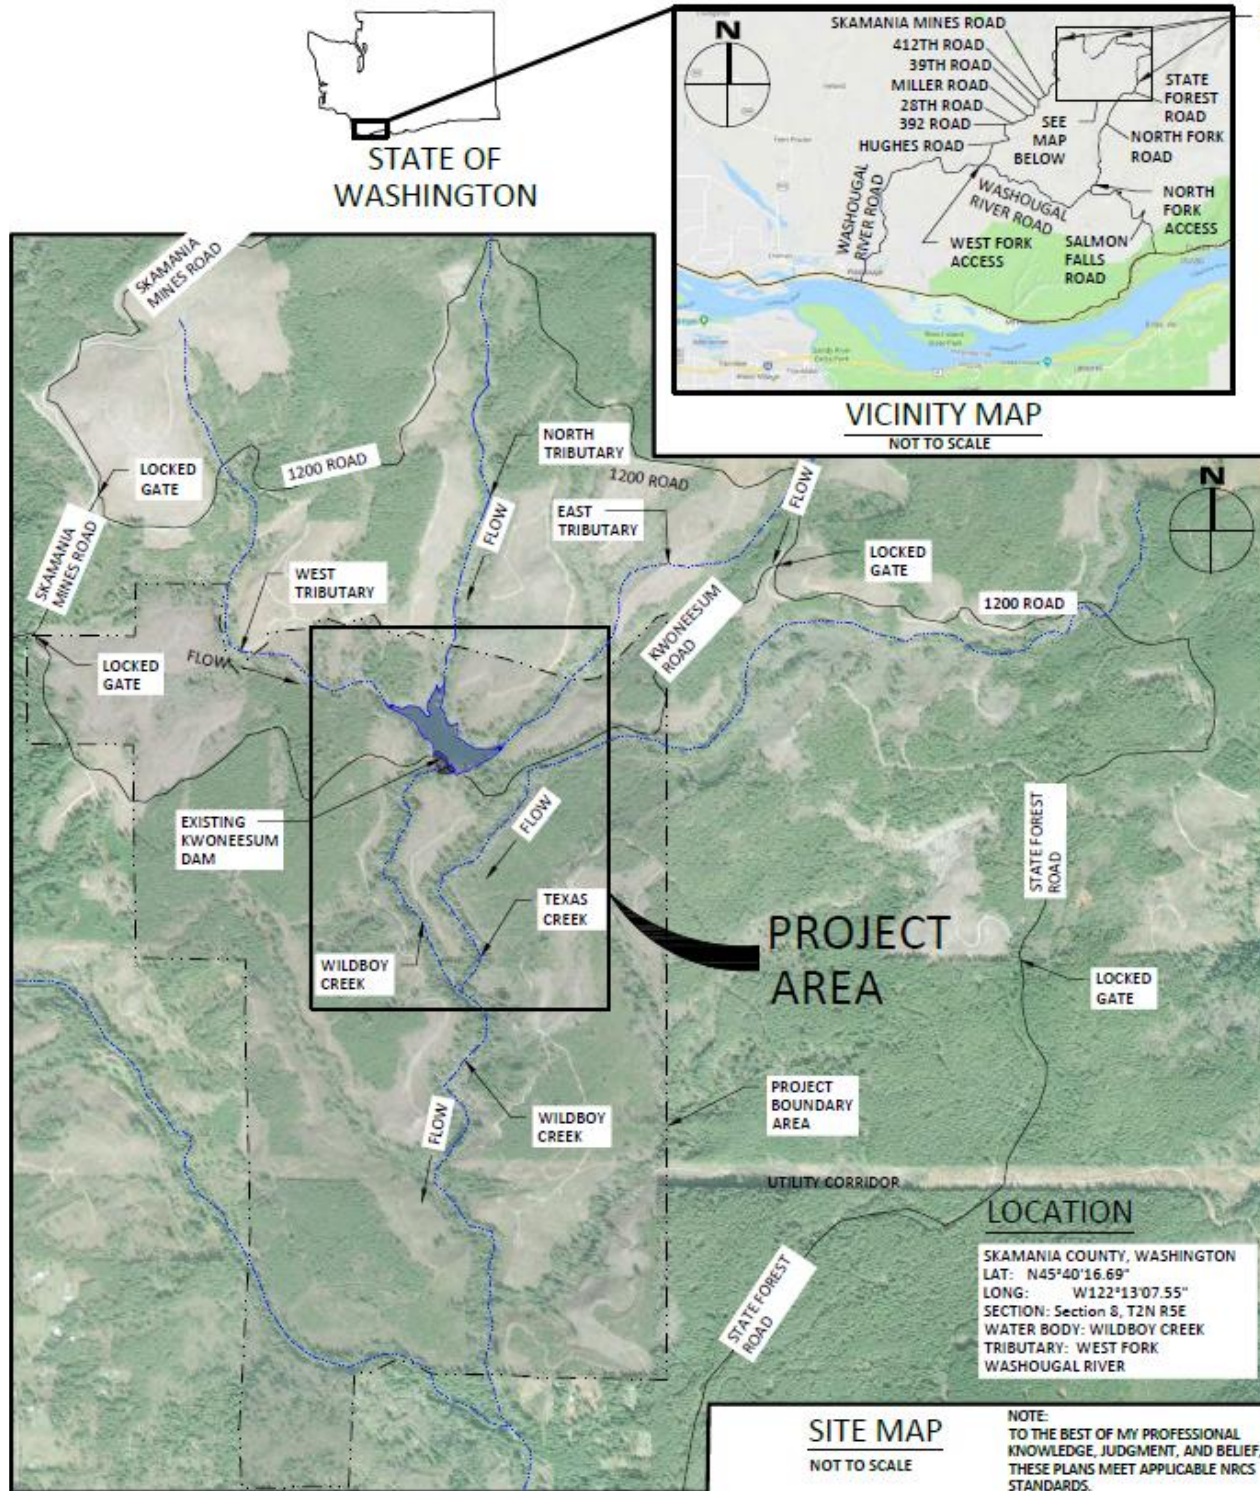 STATE OF
WASHINGTON
N
SKAMANIA MINES ROAD
412TH ROAD
39TH ROAD
MILLER ROAD
28TH ROAD
392 ROAD
HUGHES ROAD
SEE
MAP
BELOW
STATE
FOREST
ROAD
NORTH FORK
ROAD
WASHOUGAL
RIVER ROAD
WASHOUGAL
RIVER ROAD
WEST FORK
ACCESS
SALMON
FALLS
ROAD
NORTH
FORK
ACCESS
VICINITY MAP
NOT TO SCALE
SKAMANIA
MINES ROAD
LOCKED
GATE
1200 ROAD
NORTH
TRIBUTARY
1200 ROAD
FLOW
FLOW
N
EAST
TRIBUTARY
LOCKED
GATE
SKAMANIA
MINES ROAD
WEST
TRIBUTARY
1200 ROAD
KWONEESUM
ROAD
LOCKED
GATE
FLOW
EXISTING
KWONEESUM
DAM
FLOW
STATE FOREST
ROAD
TEXAS
CREEK
PROJECT
AREA
WILDBOY
CREEK
LOCKED
GATE
PROJECT
BOUNDARY
AREA
WILDBOY
CREEK
FLOW
UTILITY CORRIDOR
STATE FOREST
ROAD
LOCATION
SKAMANIA COUNTY, WASHINGTON
LAT: N45°40'16.69"
LONG: W122°13'07.55"
SECTION: Section 8, T2N R5E
WATER BODY: WILDBOY CREEK
TRIBUTARY: WEST FORK
WASHOUGAL RIVER
SITE MAP
NOT TO SCALE
NOTE:
TO THE BEST OF MY PROFESSIONAL
KNOWLEDGE, JUDGMENT, AND BELIEF,
THESE PLANS MEET APPLICABLE NRCS
STANDARDS.